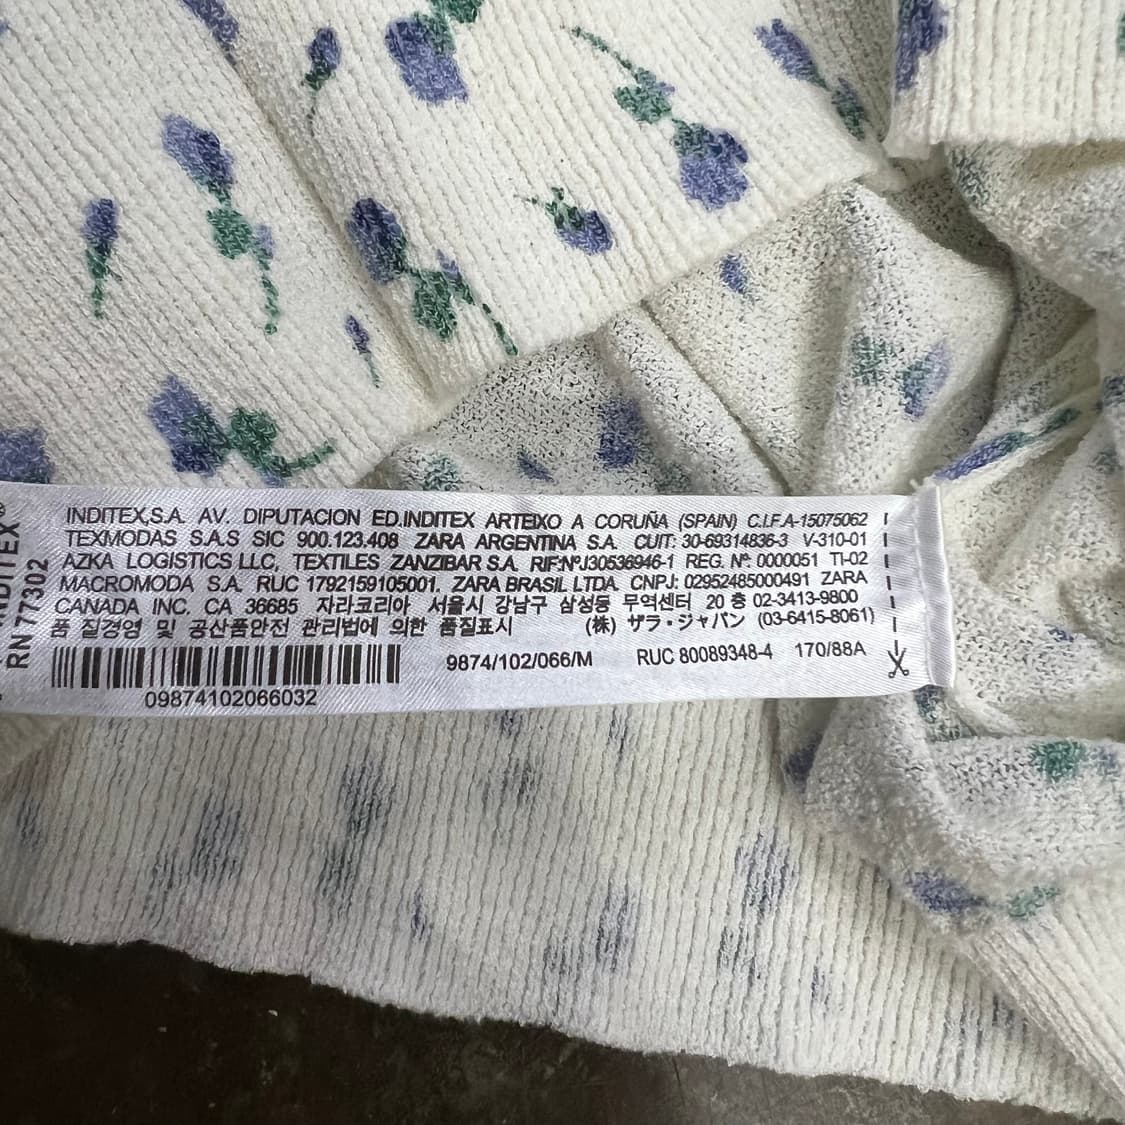 INDITEX®
RN 77302
INDITEX,S.A. AV. DIPUTACION ED.INDITEX ARTEIXO A CORUÑA (SPAIN) C.I.F.A-15075062
TEXMODAS S.A.S SIC 900.123.408 ZARA ARGENTINA S.A. CUIT: 30-69314836-3 V-310-01
AZKA LOGISTICS LLC, TEXTILES ZANZIBAR S.A. RIF:NºJ30536946-1 REG. Nº: 0000051 TI-02
MACROMODA S.A. RUC 1792159105001. ZARA BRASIL LTDA. CNPJ: 02952485000491 ZARA
CANADA INC. CA 36685 자라코리아 서울시 강남구 삼성동 무역센터 20 층 02-3413-9800
품 질경영 및 공산품안전 관리법에 의한 품질표시 (株) ザラ・ジャパン (03-6415-8061)
9874/102/066/M RUC 80089348-4 170/88A
09874102066032